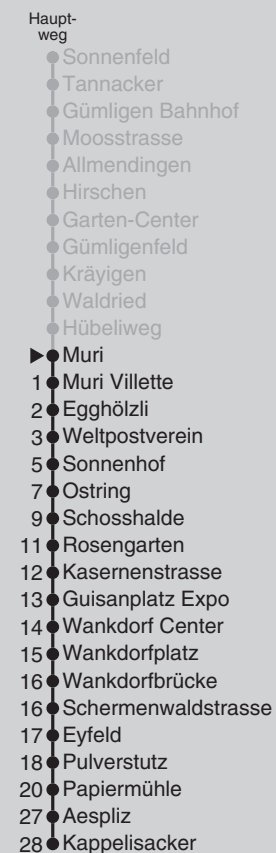 Haupt-
weg
Sonnenfeld
Tannacker
Gümligen Bahnhof
Moosstrasse
Allmendingen
Hirschen
Garten-Center
Gümligenfeld
Kräyigen
Waldried
Hübeliweg
Muri
1 Muri Villette
2 Egghölzli
3 Weltpostverein
5 Sonnenhof
7 Ostring
9 Schosshalde
11 Rosengarten
12 Kasernenstrasse
13 Guisanplatz Expo
14 Wankdorf Center
15 Wankdorfplatz
16 Wankdorfbrücke
16 Schermenwaldstrasse
17 Eyfeld
18 Pulverstutz
20 Papiermühle
27 Aespliz
28 Kappelisacker